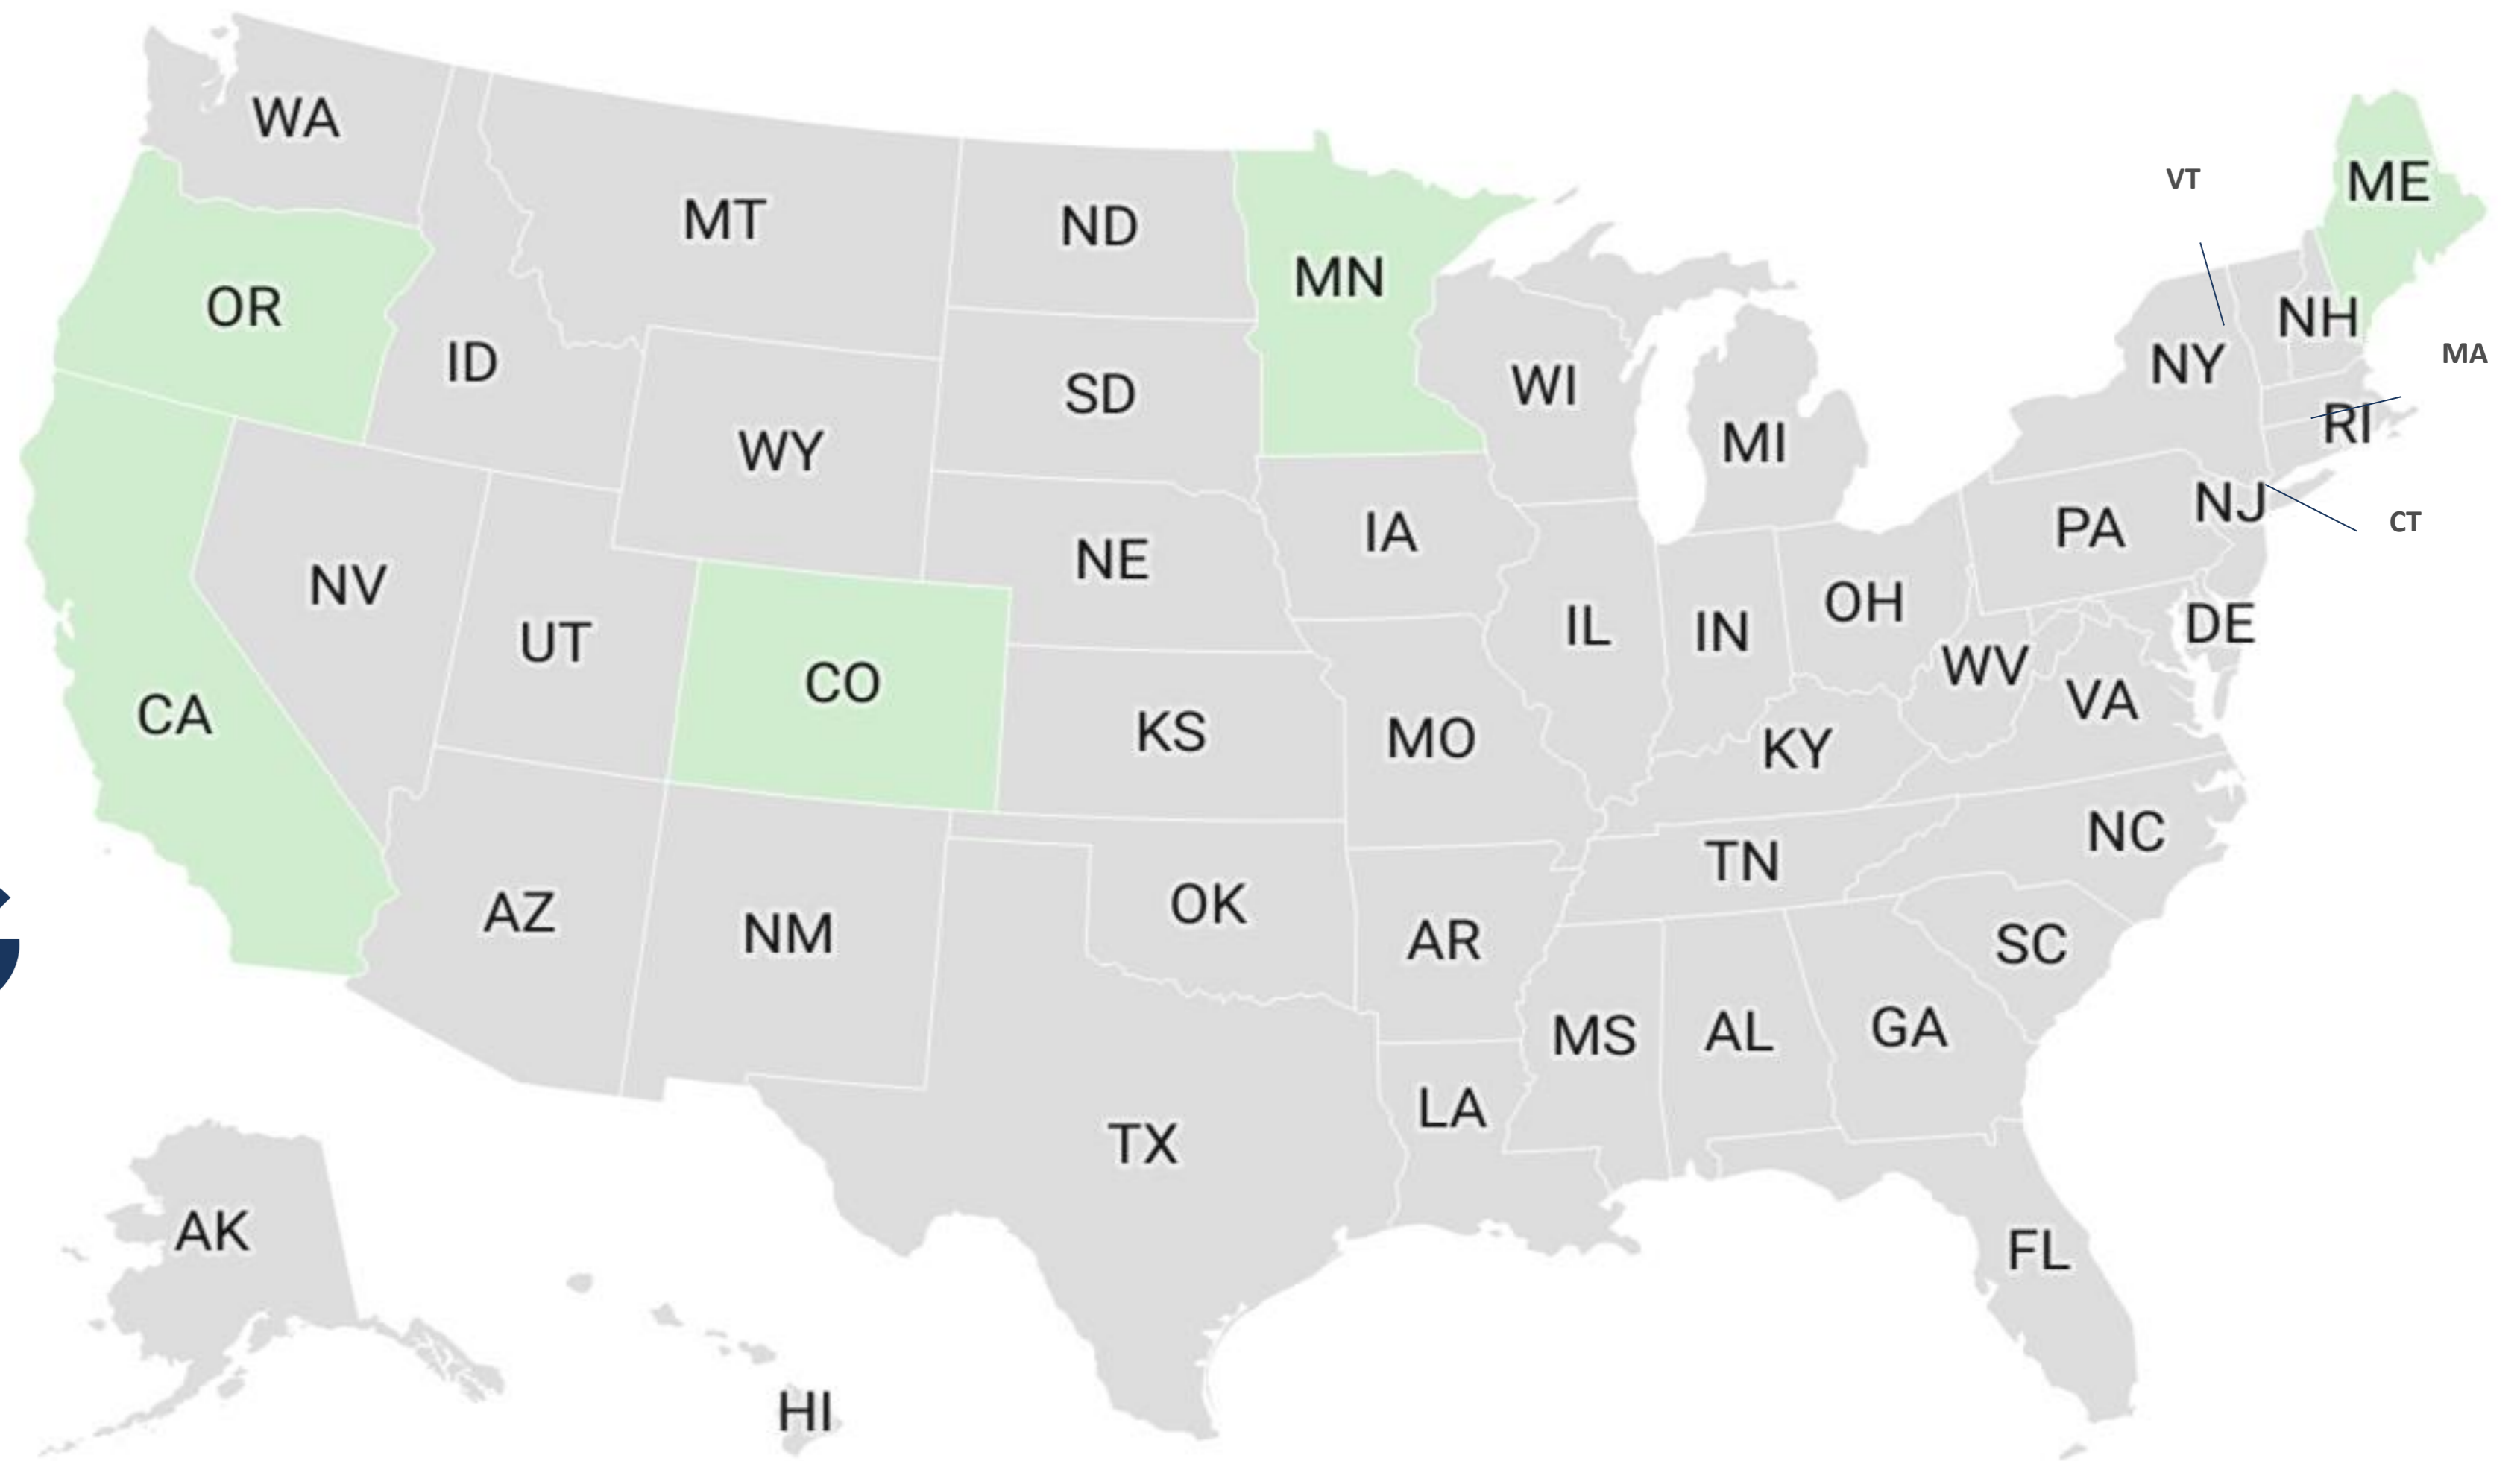 WA
ME
VT
MT
ND
MN
OR
NH
MA
ID
NY
SD
WI
RI
WY
MI
NJ
CT
PA
IA
NE
NV
OH
DE
UT
IL
IN
WV
CO
VA
CA
KS
MO
KY
NC
TN
OK
AZ
NM
AR
SC
MS
AL
GA
LA
TX
AK
FL
HI